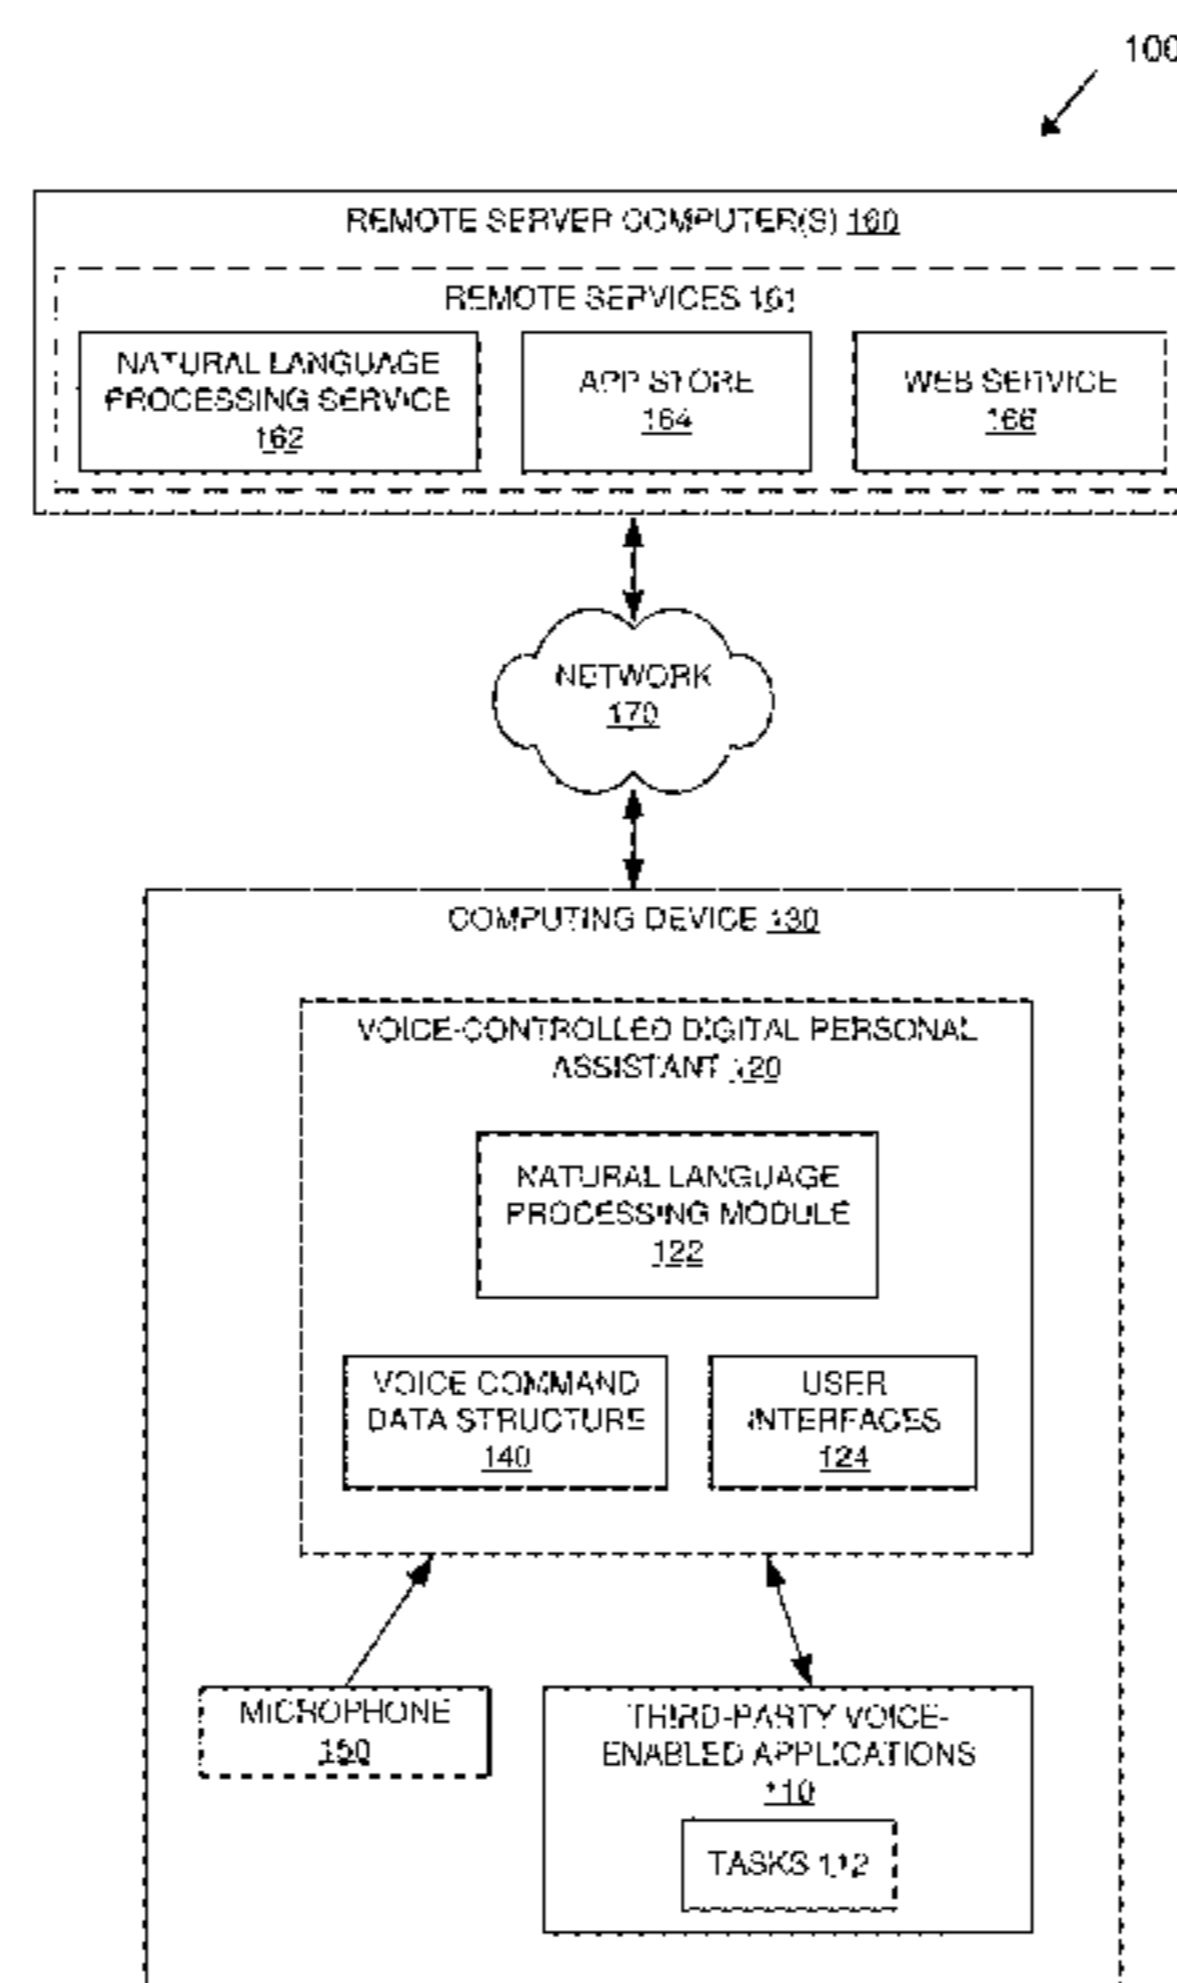 100
REMOTE SERVER COMPUTER(S) 160
REMOTE SERVICES 161
NATURAL LANGUAGE
PROCESSING SERVICE
162
APP STORE
164
WEB SERVICE
166
NETWORK
170
COMPUTING DEVICE 130
VOICE-CONTROLLED DIGITAL PERSONAL
ASSISTANT 120
NATURAL LANGUAGE
PROCESSING MODULE
122
VOICE COMMAND
DATA STRUCTURE
140
USER
INTERFACES
124
MICROPHONE
150
THIRD-PARTY VOICE-
ENABLED APPLICATIONS
110
TASKS 112